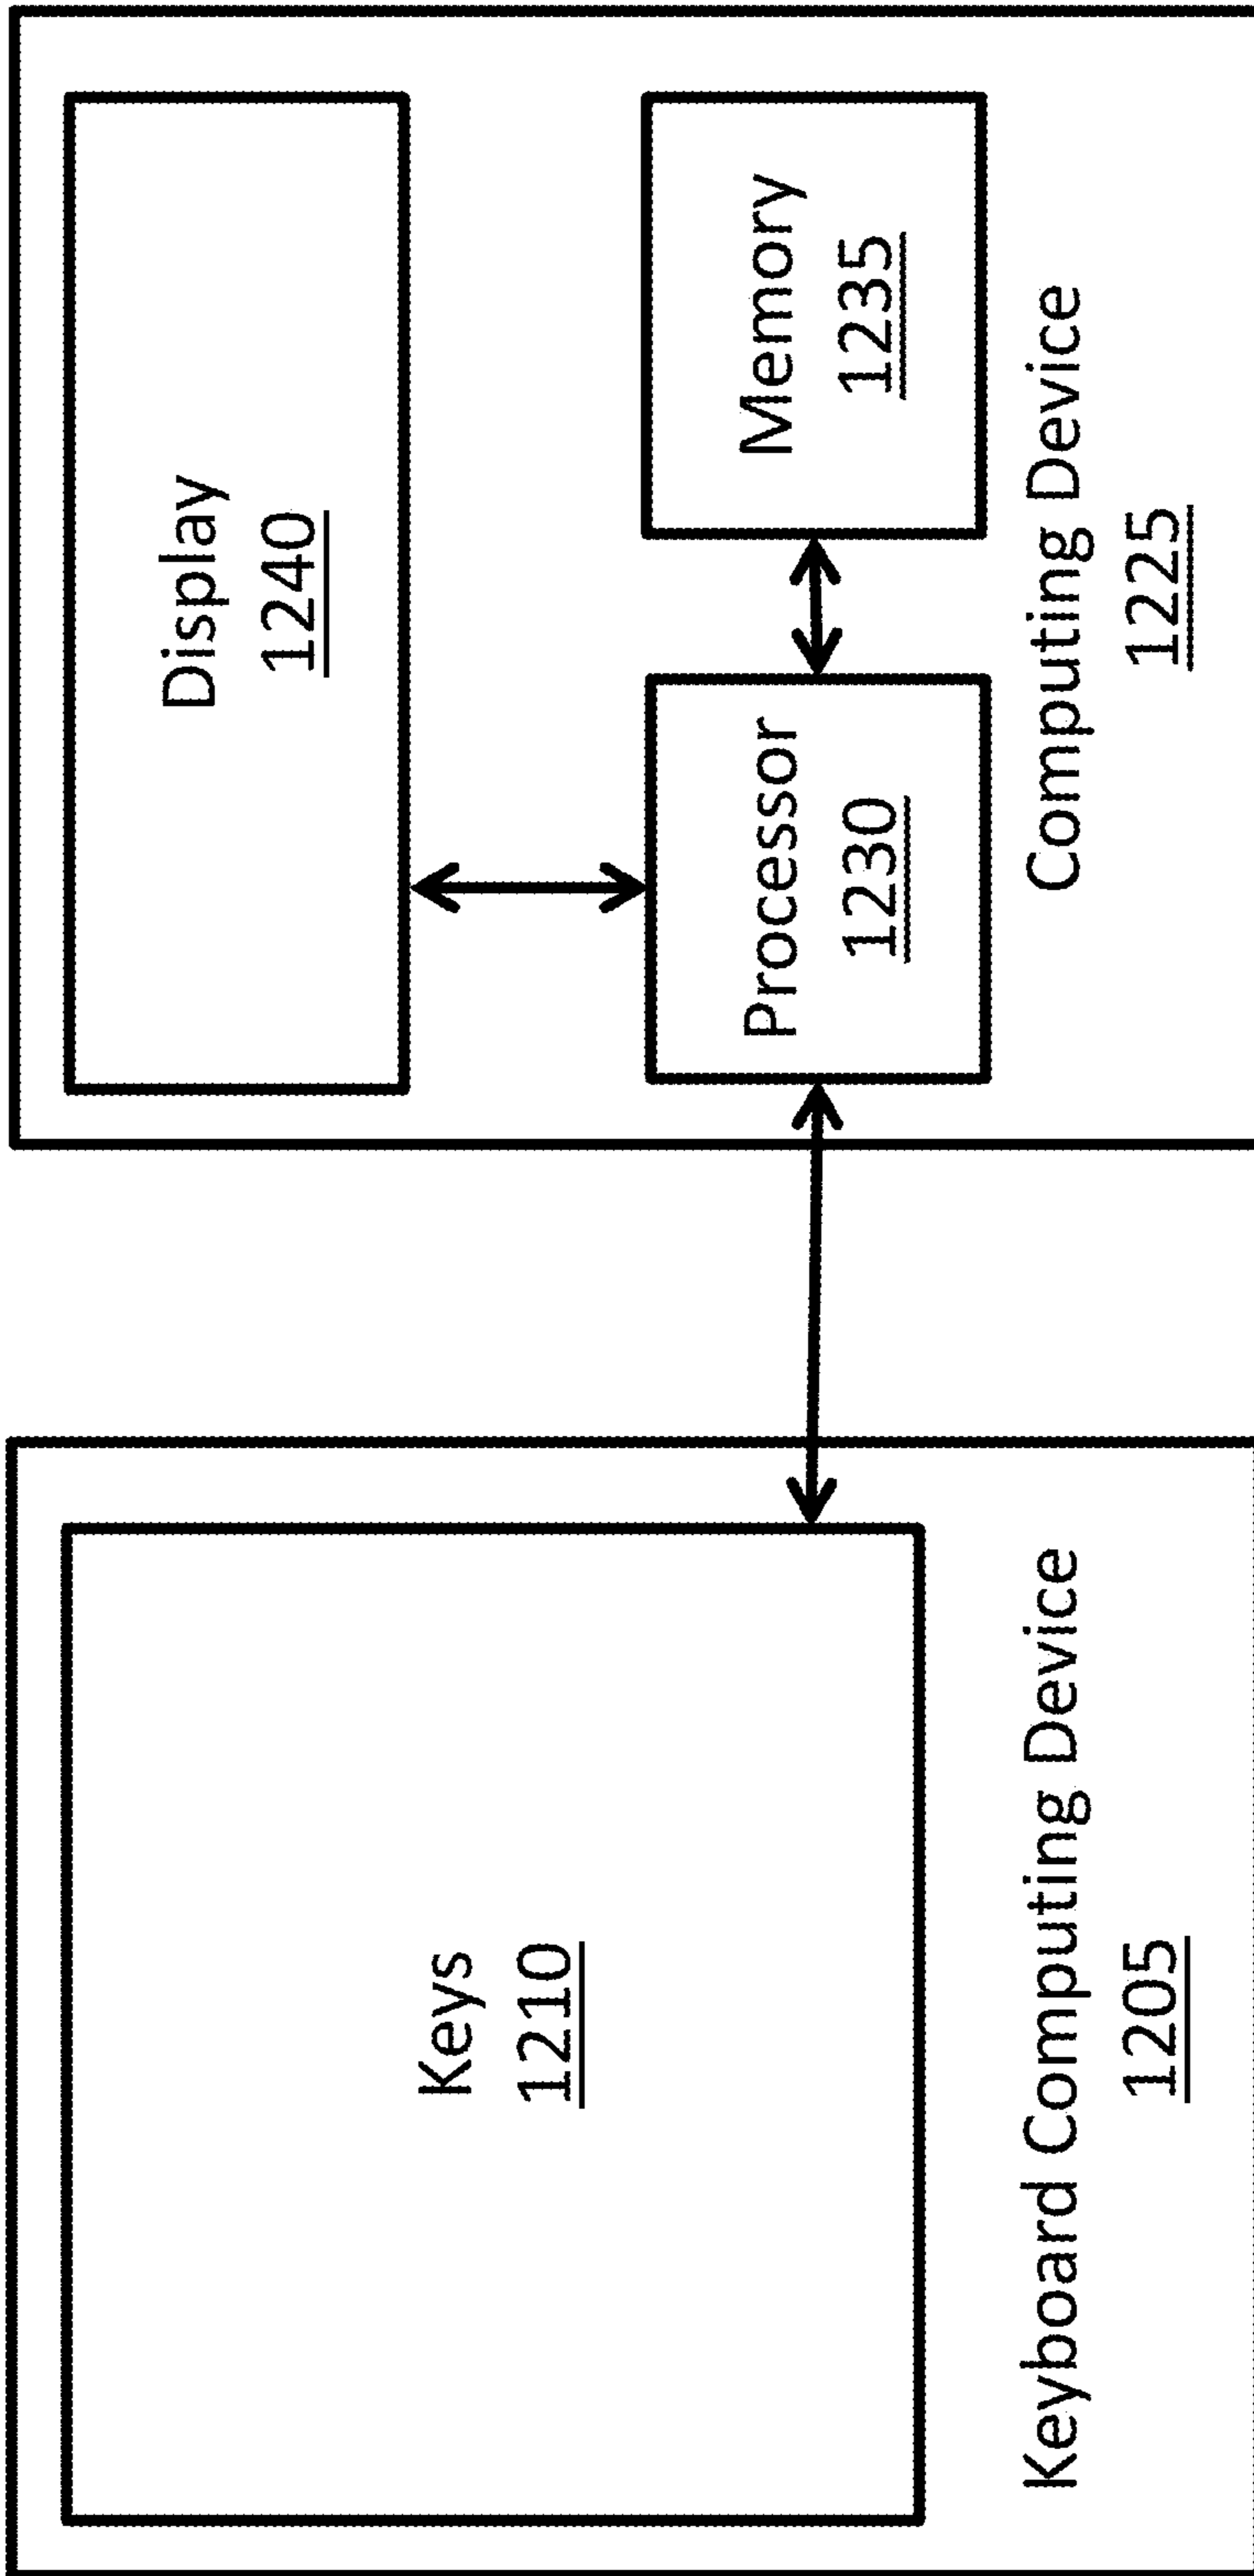 Keys
1210
Keyboard Computing Device
1205
Display
1240
Processor
1230
Memory
1235
Computing Device
1225